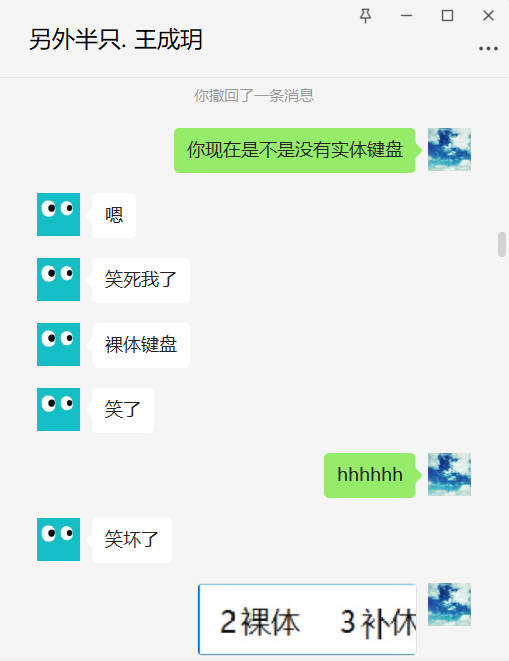 另外半只. 王成玥
你撤回了一条消息
你现在是不是没有实体键盘
嗯
笑死我了
裸体键盘
笑了
hhhhhh
笑坏了
2裸体 3补休